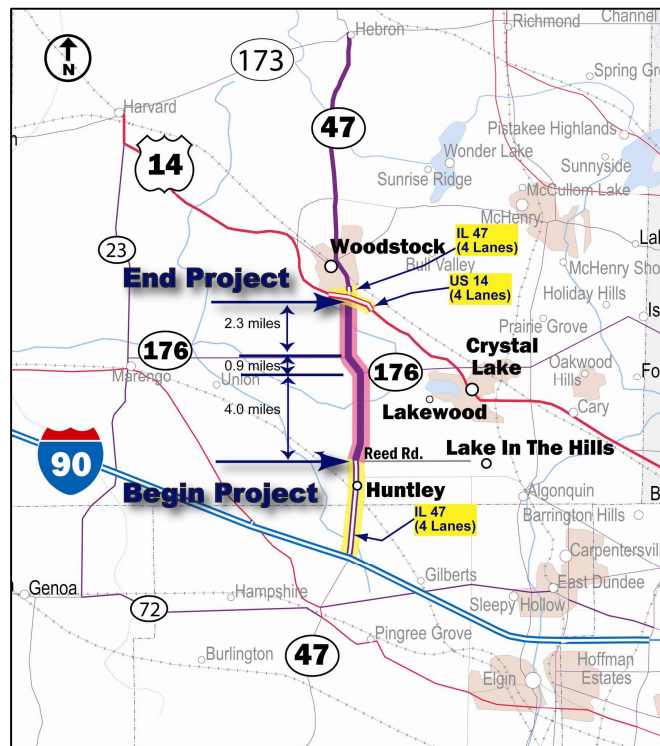 Hebron
Richmond
Channel
N
173
Spring Gr
Harvard
47
14
Pistakee Highlands
Wonder Lake
Sunnyside
Sunrise Ridge
McCullom Lake
McHenry
IL 47
(4 Lanes)
23
Woodstock
Bull Valley
La
McHenry Sho
US 14
(4 Lanes)
End Project
Holiday Hills
Is
2.3 miles
Prairie Grove
176
0.9 miles
176
Crystal
Lake
Marengo
Union
Oakwood
Hills
Fo
4.0 miles
Lakewood
Cary
90
Reed Rd.
Lake In The Hills
Begin Project
Huntley
Algonquin
B
IL 47
(4 Lanes)
Barrington Hills
Carpentersv
Genoa
Hampshire
Gilberts
East Dundee
Sleepy Hollow
72
Pingree Grove
47
Burlington
Hoffman
Estates
Elgin